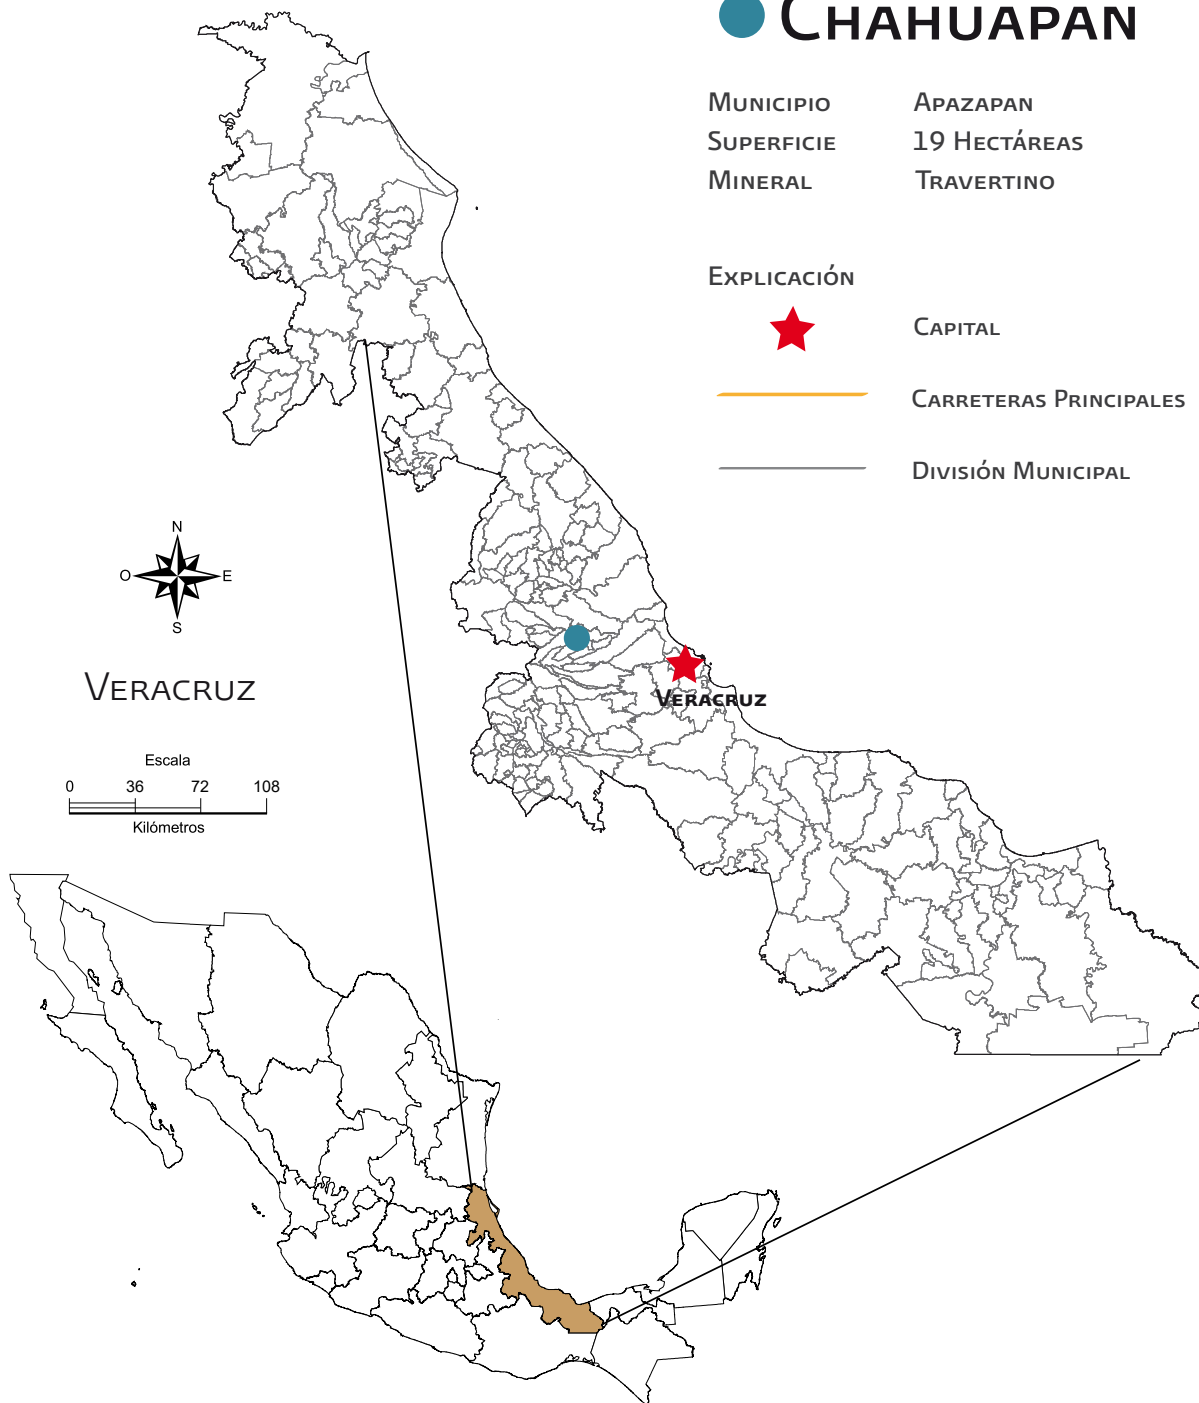 Chahuapan
Municipio Apazapan
Superficie 19 Hectáreas
Mineral Travertino
Explicación
Capital
Carreteras Principales
División Municipal
N
O E
S
Veracruz
Veracruz
Escala
0 36 72 108
Kilómetros